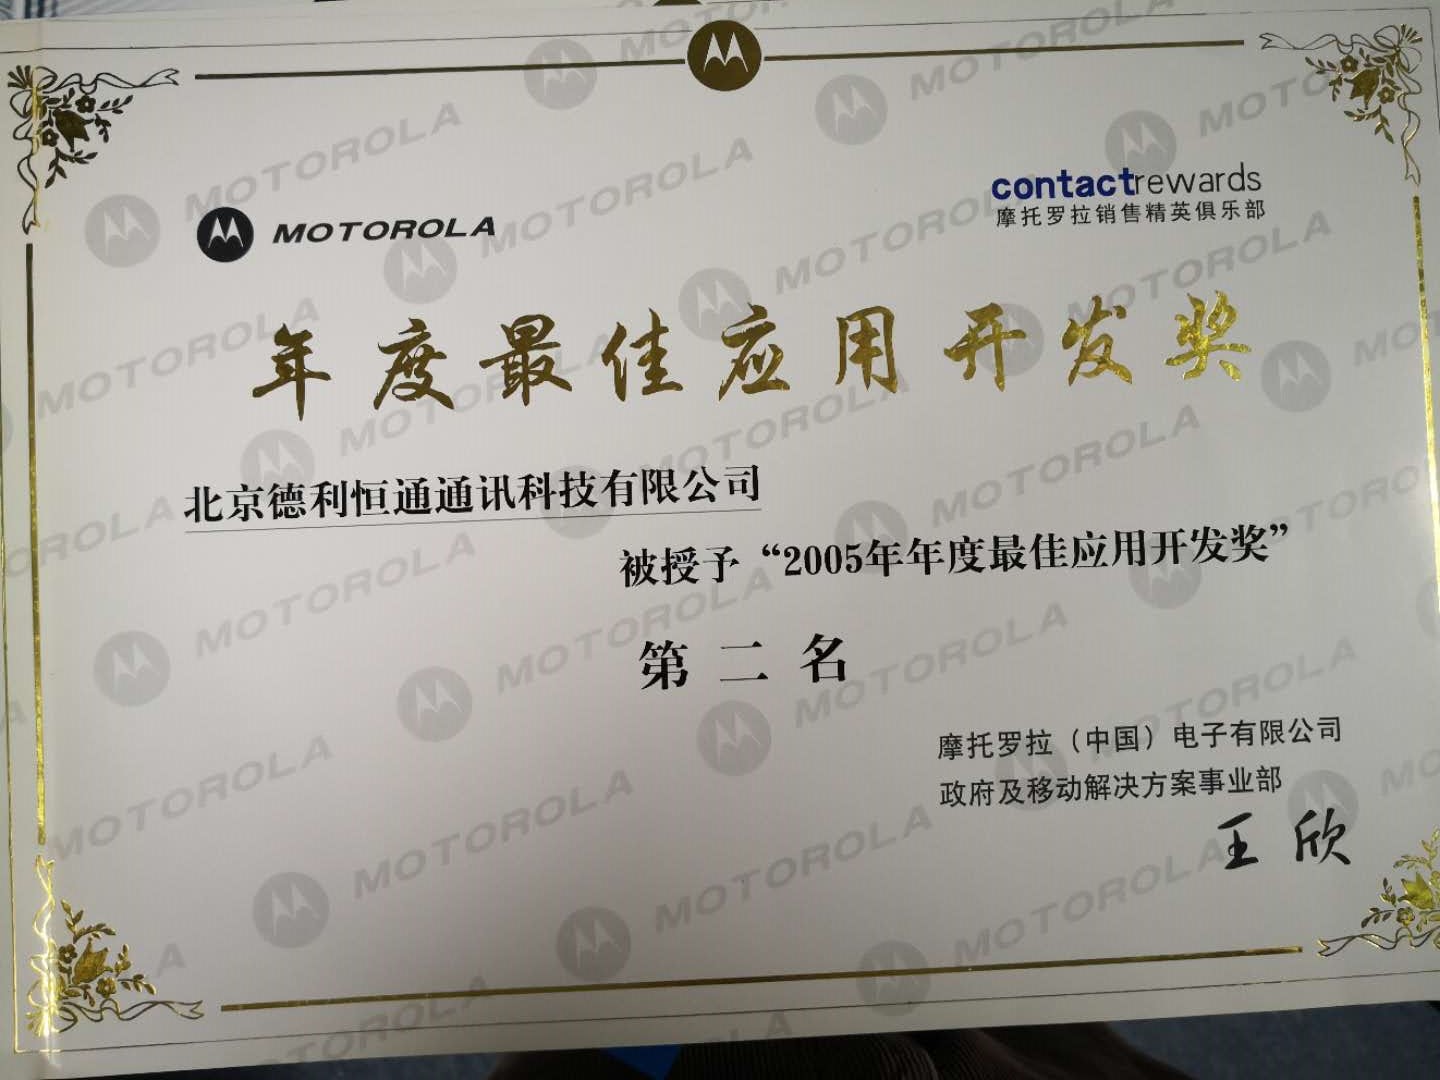 MOTOROLA
contactrewards
摩托罗拉销售精英俱乐部
年度最佳应用开发奖
北京德利恒通通讯科技有限公司
被授予“2005年年度最佳应用开发奖”
第二名
摩托罗拉（中国）电子有限公司
政府及移动解决方案事业部
王欣